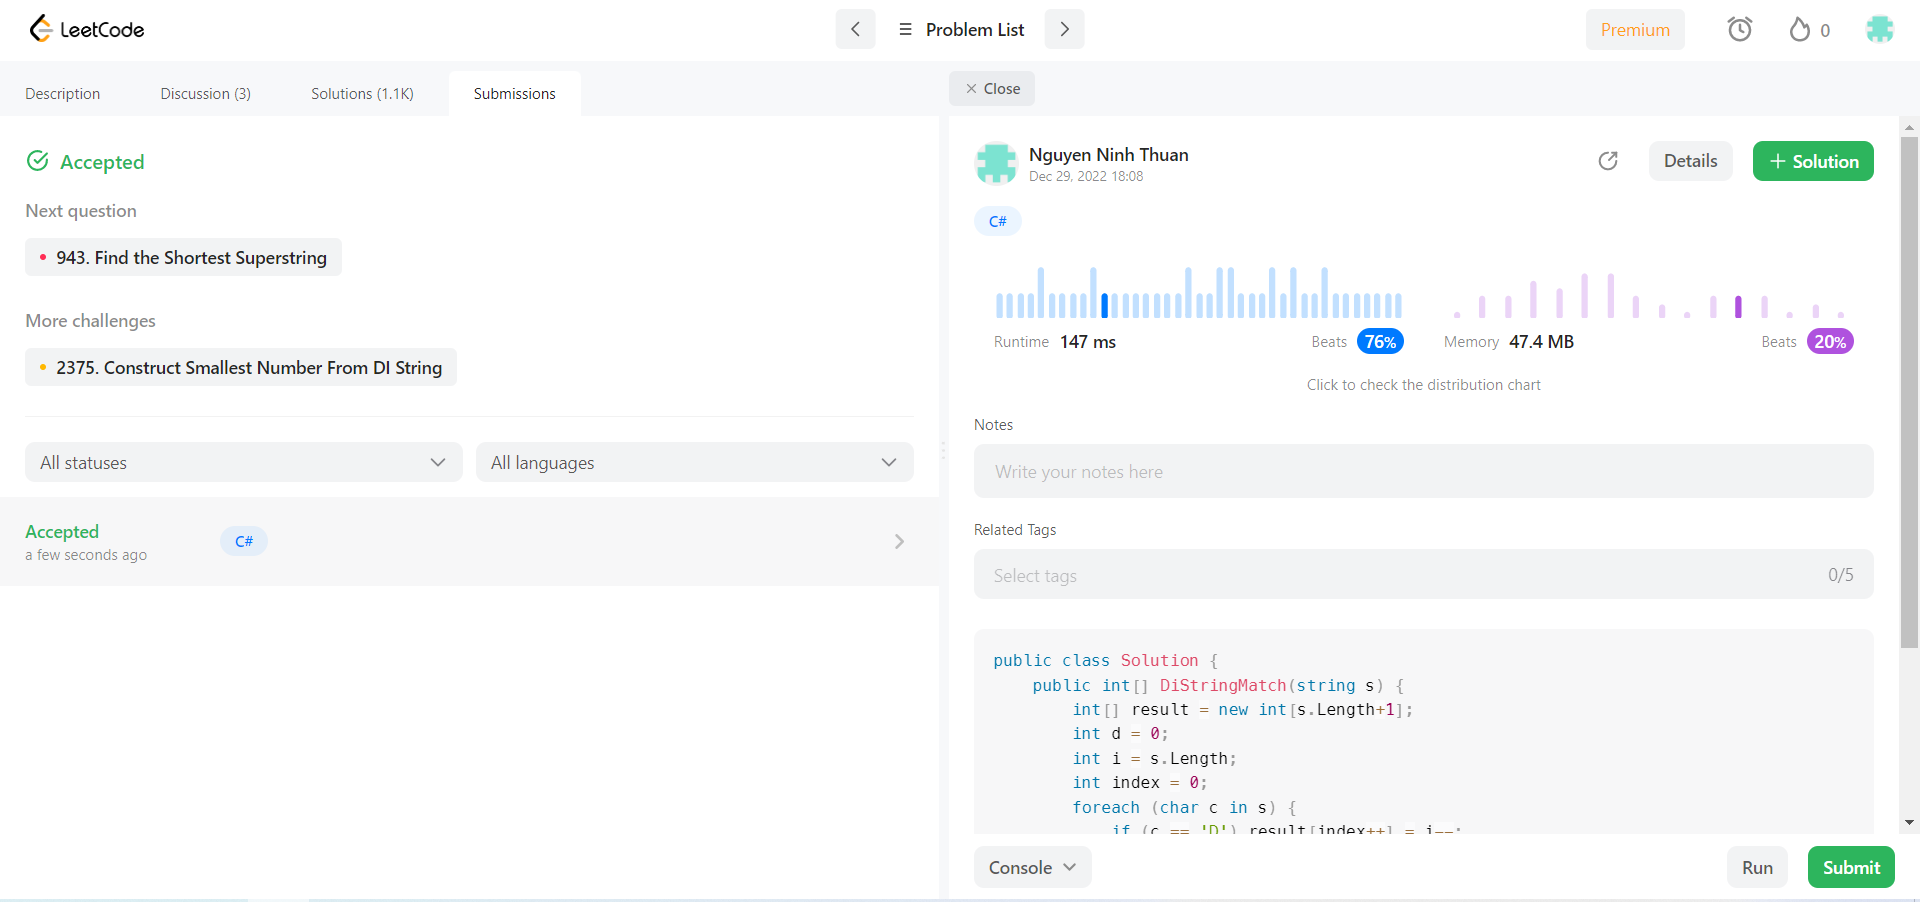 LeetCode
Problem List
Premium
0
Description
Discussion (3)
Solutions (1.1K)
Submissions
Close
Accepted
Next question
943. Find the Shortest Superstring
More challenges
2375. Construct Smallest Number From DI String
All statuses
All languages
Accepted
a few seconds ago
C#
Nguyen Ninh Thuan
Dec 29, 2022 18:08
Details
+ Solution
C#
Runtime 147 ms
Beats 76%
Memory 47.4 MB
Beats 20%
Click to check the distribution chart
Notes
Write your notes here
Related Tags
Select tags
0/5
public class Solution {
public int[] DiStringMatch(string s) {
int[] result = new int[s.Length+1];
int d = 0;
int i = s.Length;
int index = 0;
foreach (char c in s) {
if (c == 'D') result[index++] = i--;
Console
Run
Submit